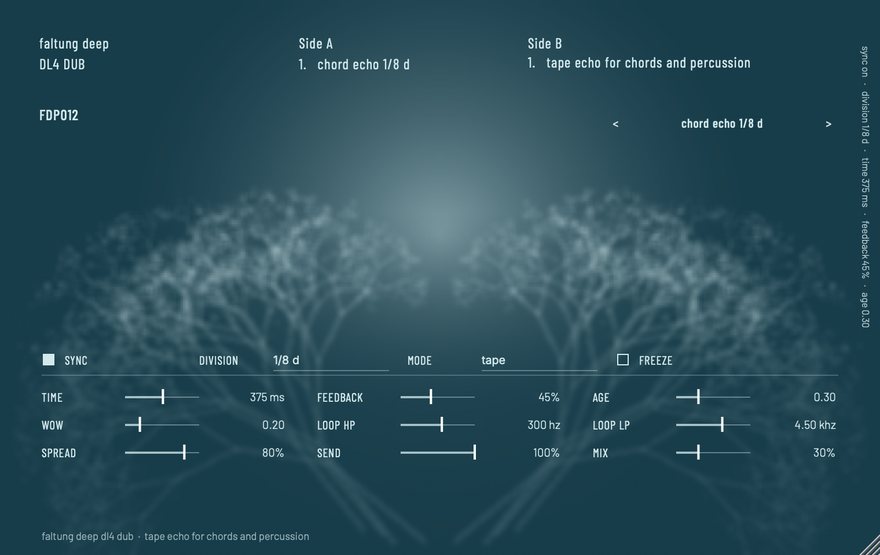 faltung deep
DL4 DUB
FDP012
Side A
1. chord echo 1/8 d
Side B
1. tape echo for chords and percussion
< chord echo 1/8 d >
sync on · division 1/8 d · time 375 ms · feedback 45% · age 0.30
SYNC DIVISION 1/8 d MODE tape FREEZE
TIME 375 ms FEEDBACK 45% AGE 0.30
WOW 0.20 LOOP HP 300 hz LOOP LP 4.50 khz
SPREAD 80% SEND 100% MIX 30%
faltung deep dl4 dub · tape echo for chords and percussion